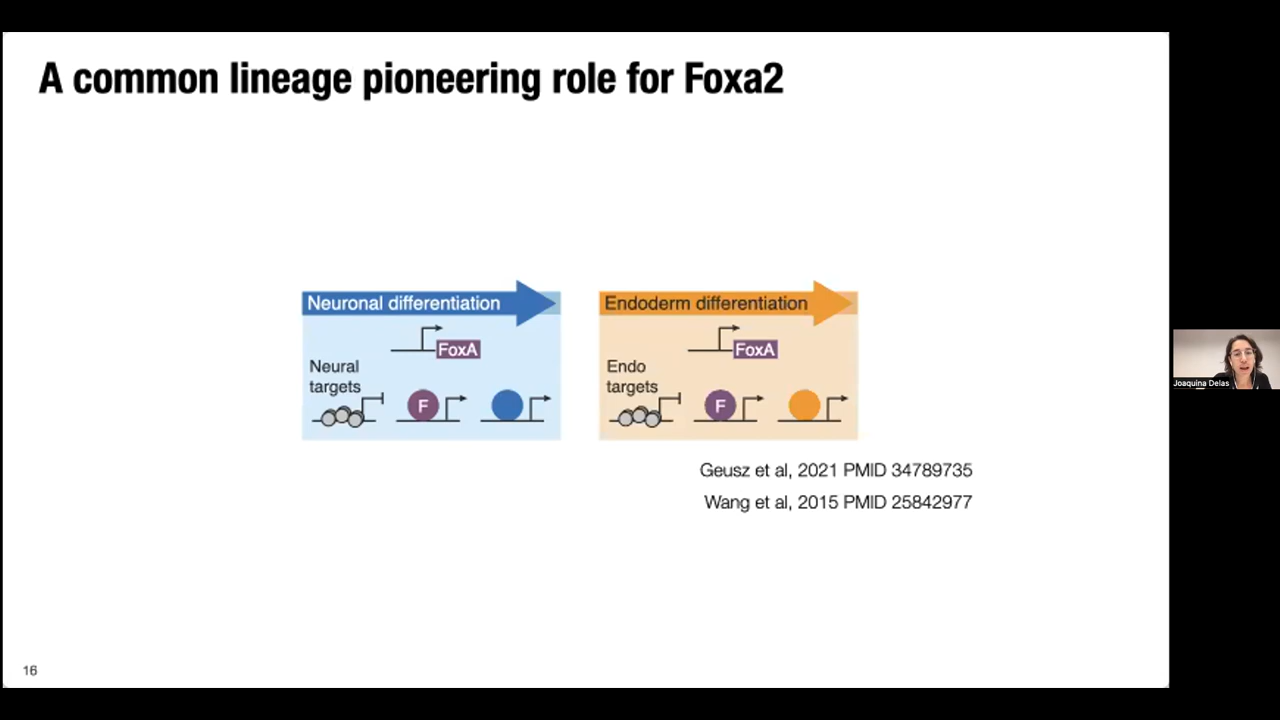 A common lineage pioneering role for Foxa2
Neuronal differentiation
FoxA
Neural
targets
F
Endoderm differentiation
FoxA
Endo
targets
F
Geusz et al, 2021 PMID 34789735
Wang et al, 2015 PMID 25842977
16
Joaquina Delas